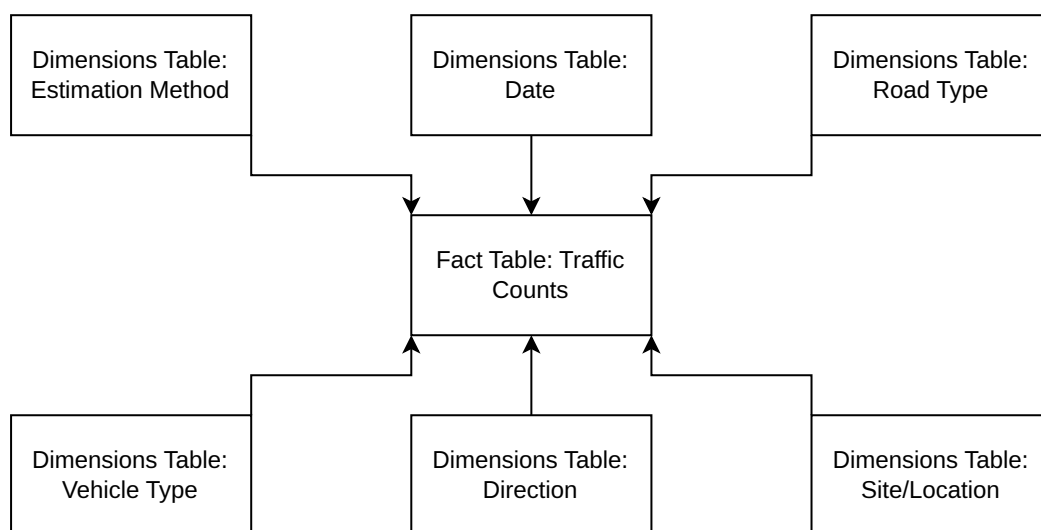 Dimensions Table:
Estimation Method
Dimensions Table:
Date
Dimensions Table:
Road Type
Fact Table: Traffic
Counts
Dimensions Table:
Vehicle Type
Dimensions Table:
Direction
Dimensions Table:
Site/Location